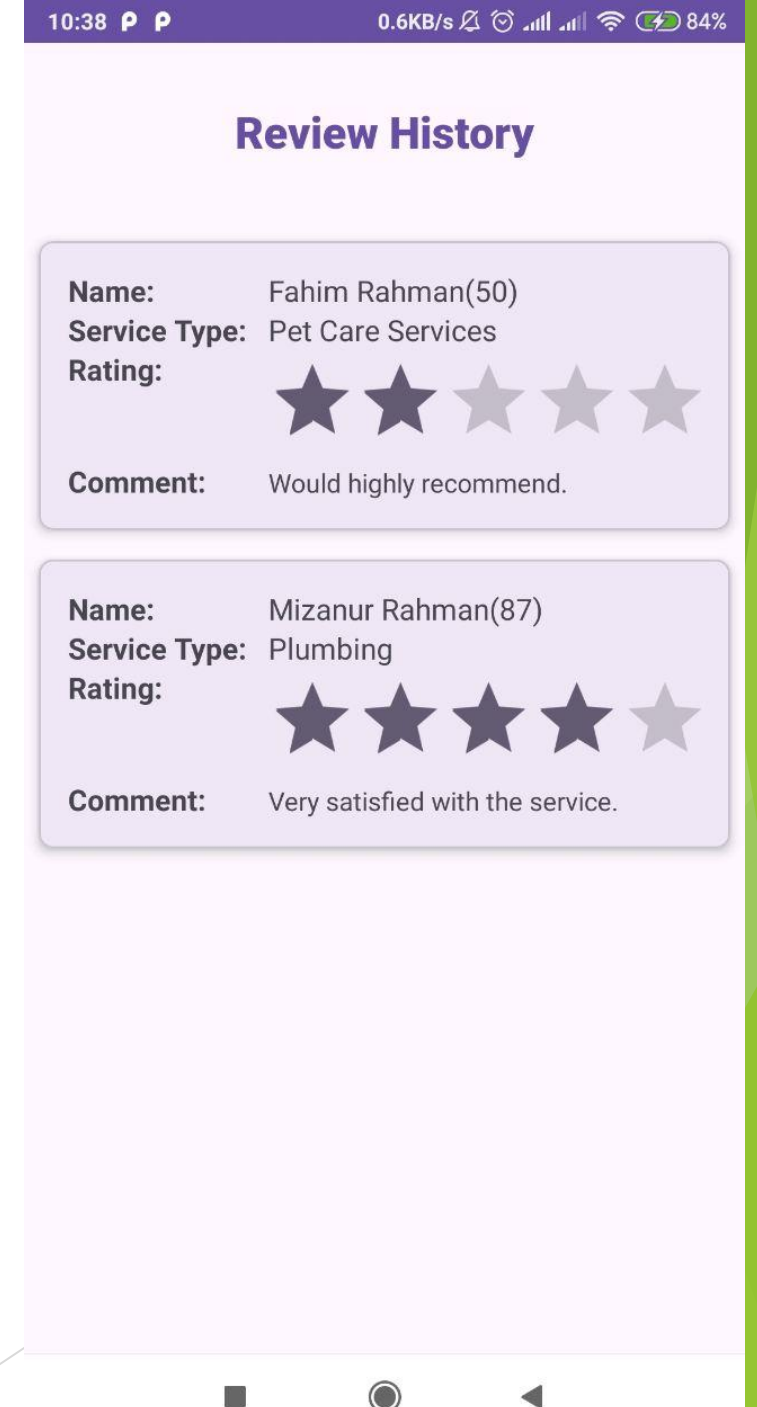 10:38 P P 0.6KB/s 84%
Review History
Name: Fahim Rahman(50)
Service Type: Pet Care Services
Rating:
Comment: Would highly recommend.
Name: Mizanur Rahman(87)
Service Type: Plumbing
Rating:
Comment: Very satisfied with the service.